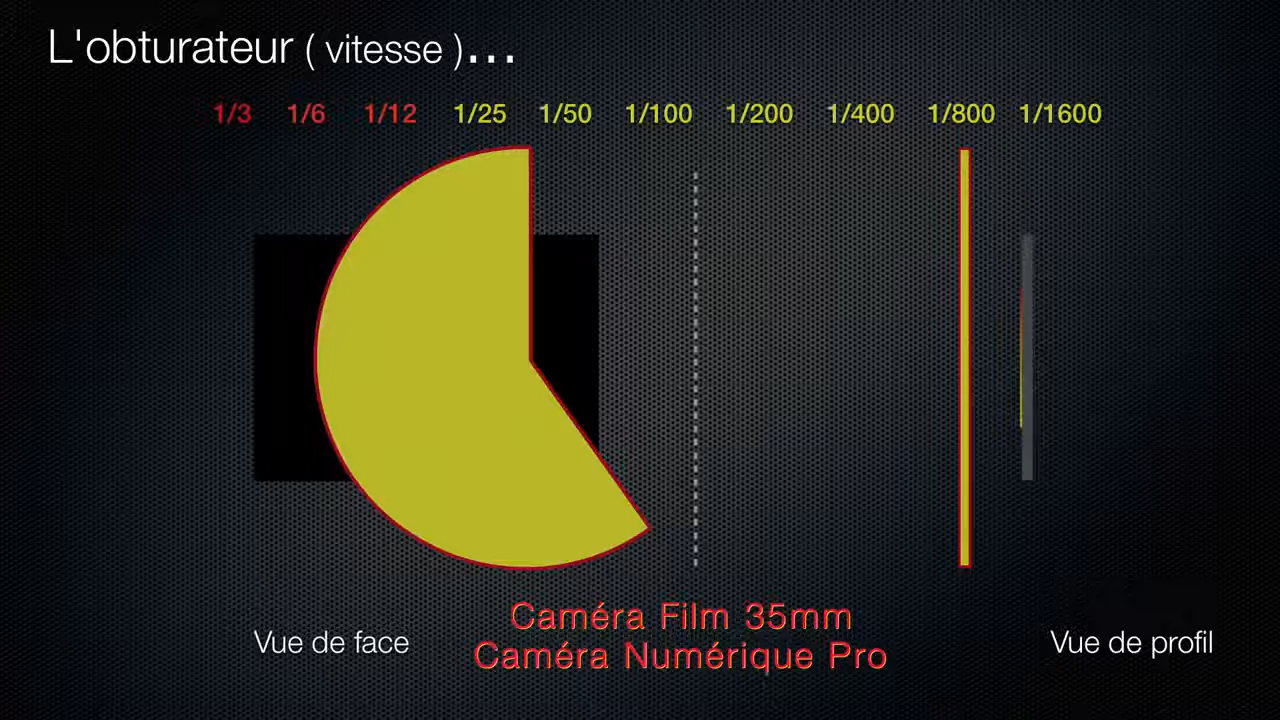 L'obturateur ( vitesse )...
1/3 1/6 1/12 1/25 1/50 1/100 1/200 1/400 1/800 1/1600
Caméra Film 35mm
Vue de face Caméra Numérique Pro Vue de profil